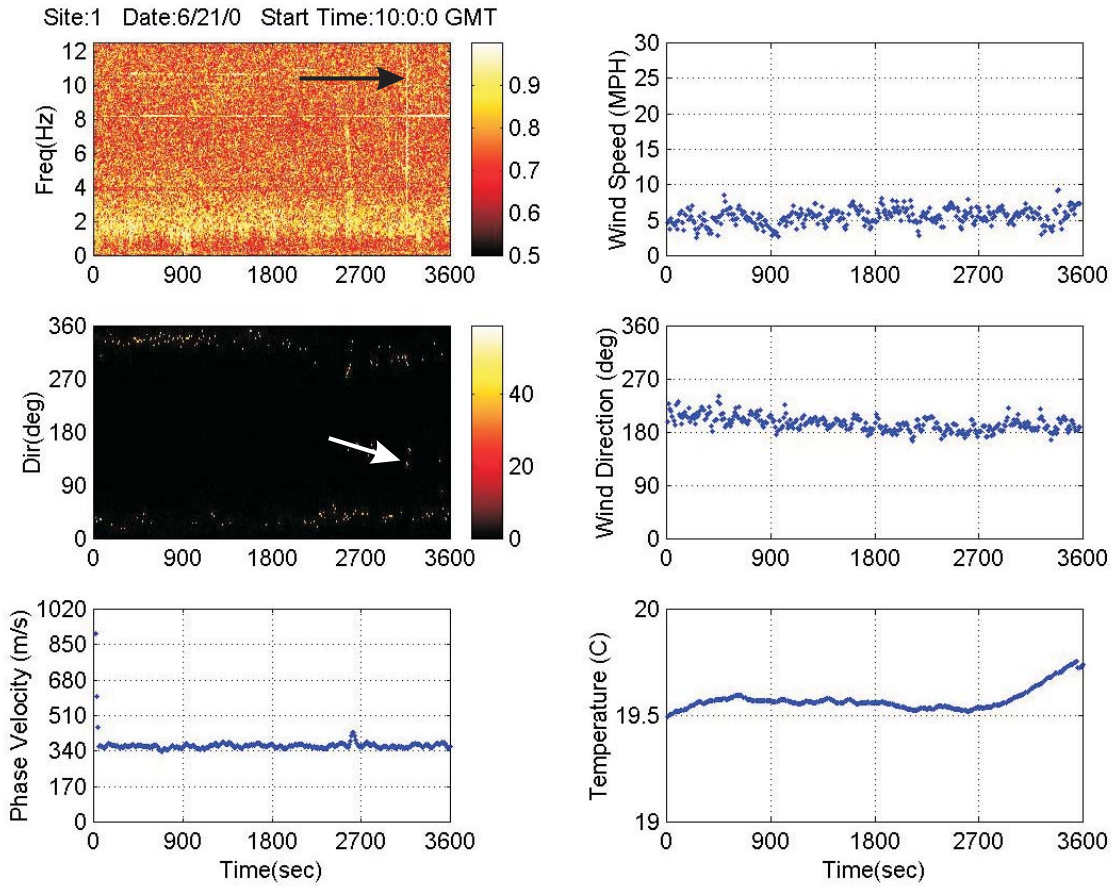 Site:1 Date:6/21/0 Start Time:10:0:0 GMT
Freq(Hz)
12
10
8
6
4
2
0
0 900 1800 2700 3600
0.9
0.8
0.7
0.6
0.5
Wind Speed (MPH)
30
25
20
15
10
5
0
0 900 1800 2700 3600
Dir(deg)
360
270
180
90
0
0 900 1800 2700 3600
40
20
0
Wind Direction (deg)
360
270
180
90
0
0 900 1800 2700 3600
Phase Velocity (m/s)
1020
850
680
510
340
170
0
0 900 1800 2700 3600
Time(sec)
Temperature (C)
20
19.5
19
0 900 1800 2700 3600
Time(sec)